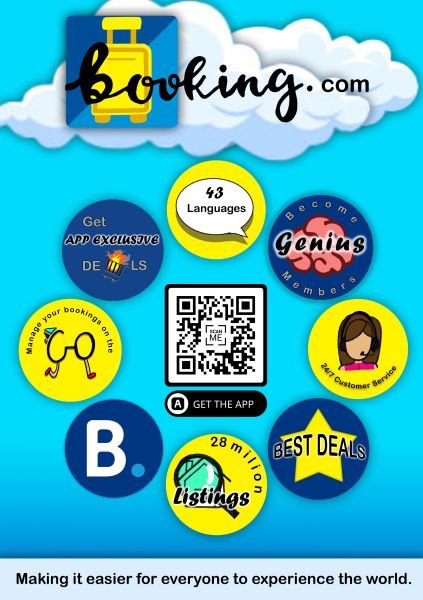 booking.com
43
Languages
Get
APP EXCLUSIVE
DE LS
Become
Genius
Members
Manage your bookings on the
GO
SCAN
ME
24/7 Customer Service
A GET THE APP
B.
28 milion
Listings
BEST DEALS
Making it easier for everyone to experience the world.